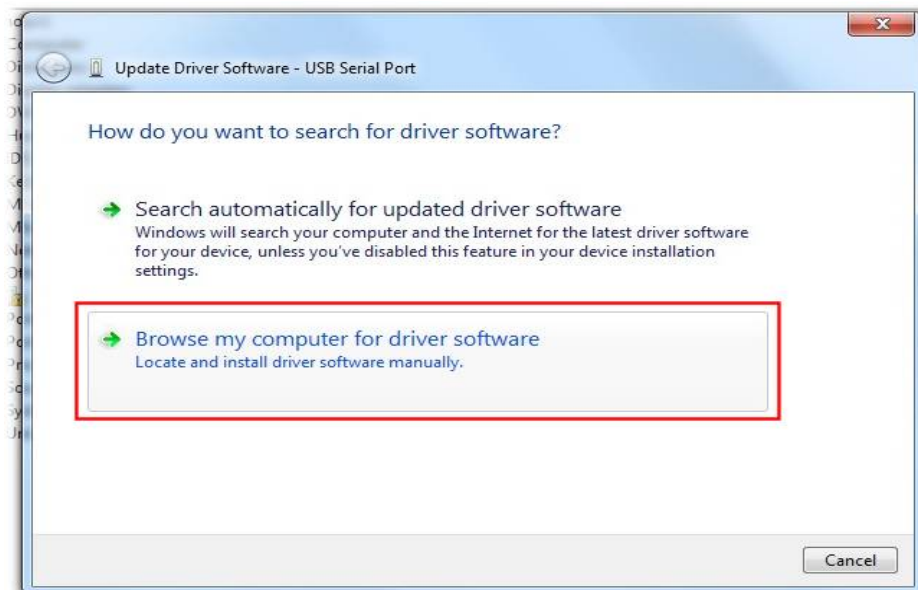 Update Driver Software - USB Serial Port
How do you want to search for driver software?
Search automatically for updated driver software
Windows will search your computer and the Internet for the latest driver software
for your device, unless you've disabled this feature in your device installation
settings.
Browse my computer for driver software
Locate and install driver software manually.
Cancel